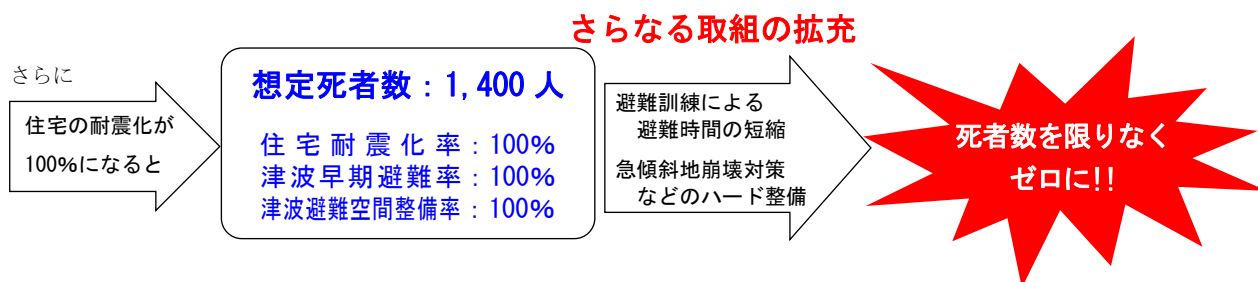 さらなる取組の拡充
さらに
住宅の耐震化が
100%になると
想定死者数：1,400 人
住宅耐震化率：100%
津波早期避難率：100%
津波避難空間整備率：100%
避難訓練による
避難時間の短縮
急傾斜地崩壊対策
などのハード整備
死者数を限りなく
ゼロに!!